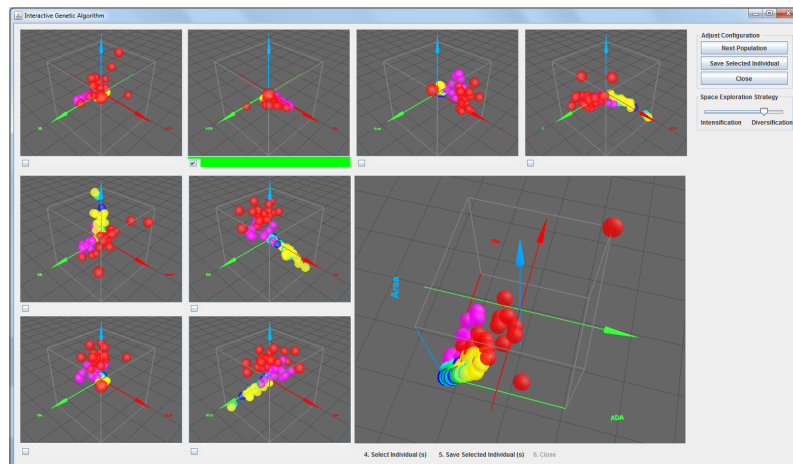 Interactive Genetic Algorithm
Adjust Configuration
Next Population
Save Selected Individual
Close
Space Exploration Strategy
Intensification Diversification
Area
ADA
4. Select Individual (s) 5. Save Selected Individual (s) 6. Close